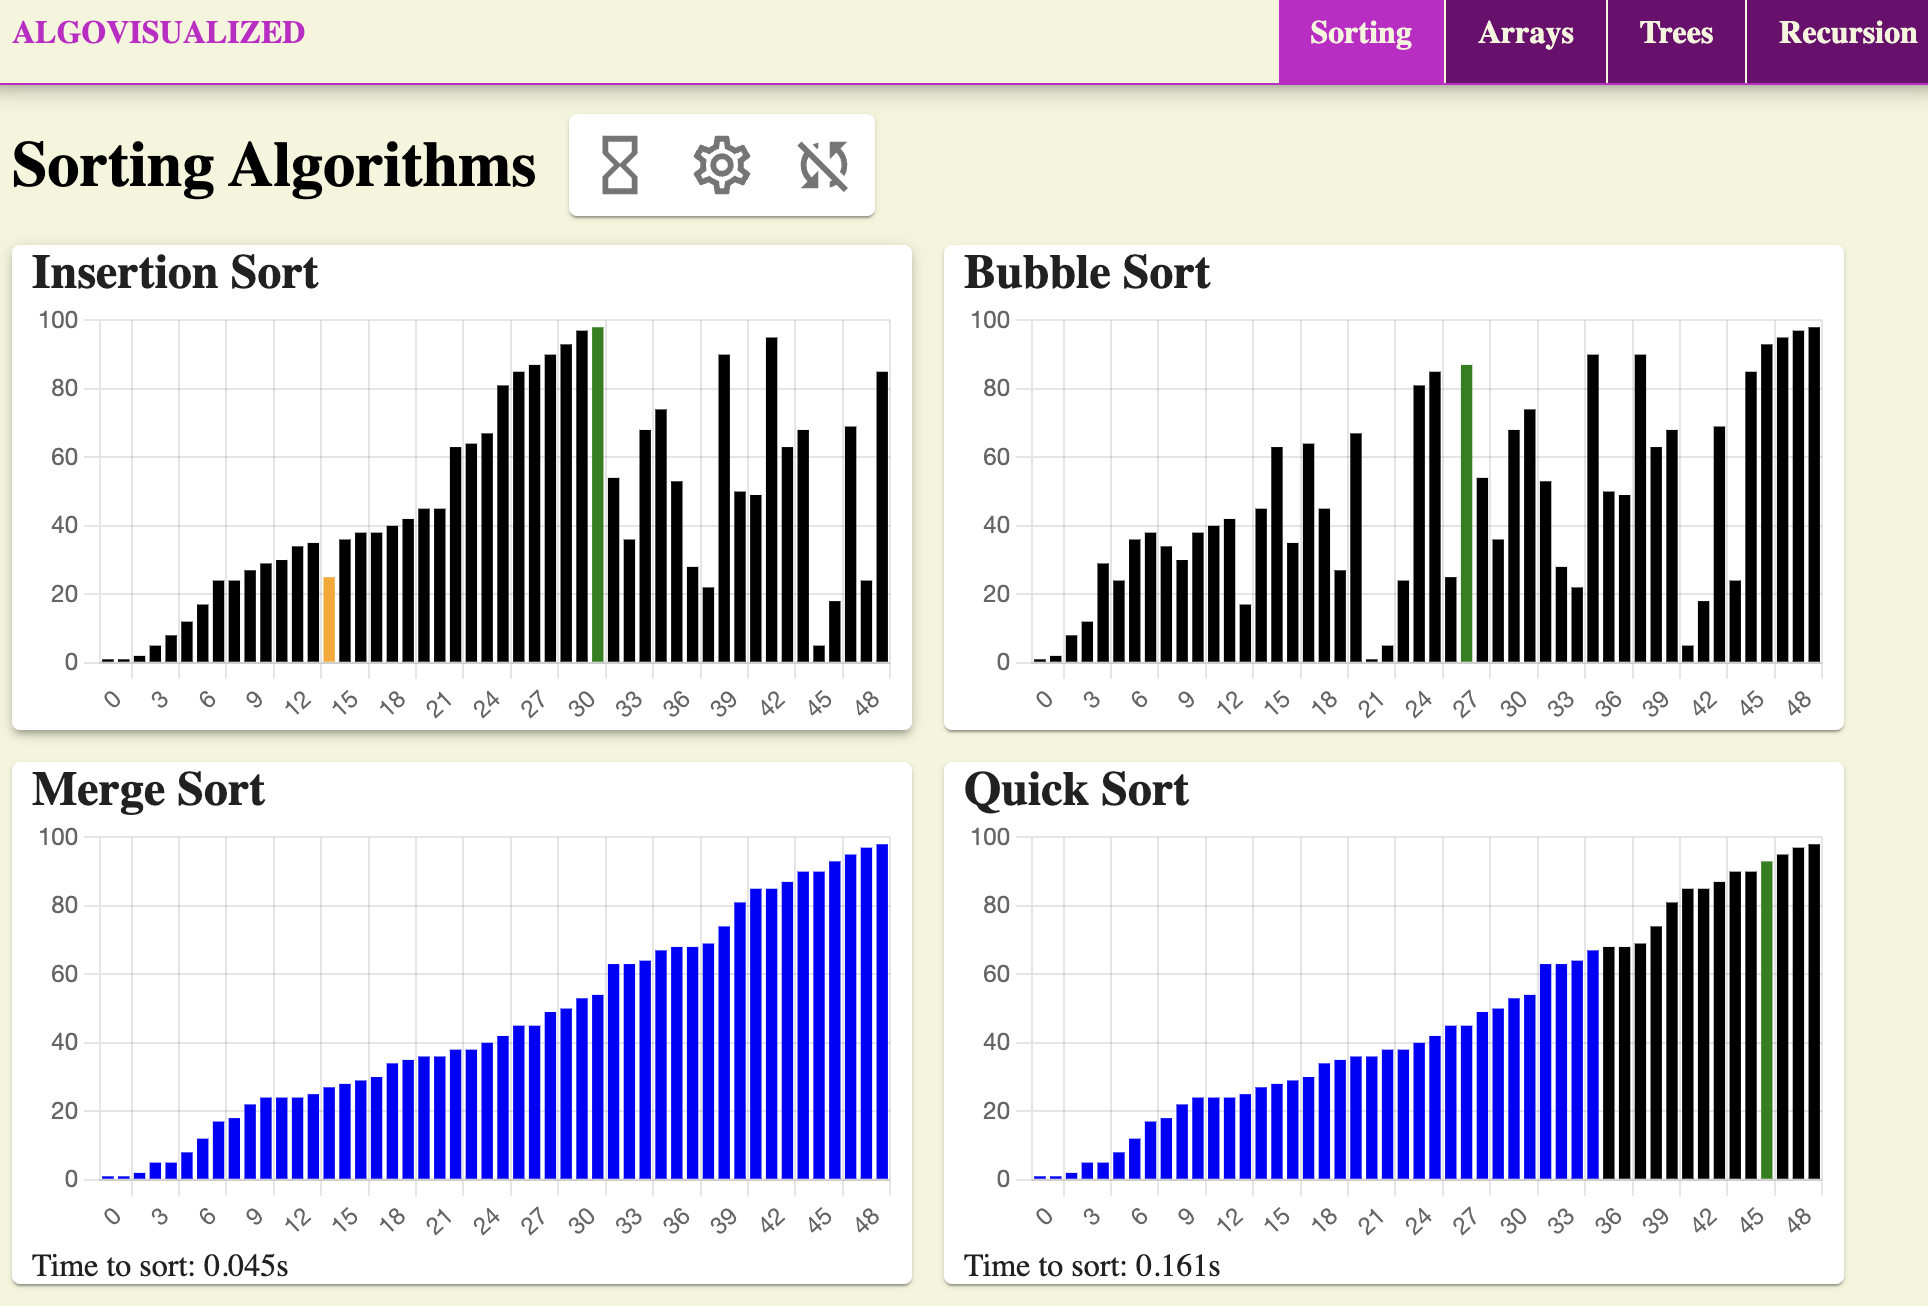 ALGOVISUALIZED
Sorting Arrays Trees Recursion
Sorting Algorithms
Insertion Sort
100
80
60
40
20
0
0 3 6 9 12 15 18 21 24 27 30 33 36 39 42 45 48
Bubble Sort
100
80
60
40
20
0
0 3 6 9 12 15 18 21 24 27 30 33 36 39 42 45 48
Merge Sort
100
80
60
40
20
0
0 3 6 9 12 15 18 21 24 27 30 33 36 39 42 45 48
Time to sort: 0.045s
Quick Sort
100
80
60
40
20
0
0 3 6 9 12 15 18 21 24 27 30 33 36 39 42 45 48
Time to sort: 0.161s